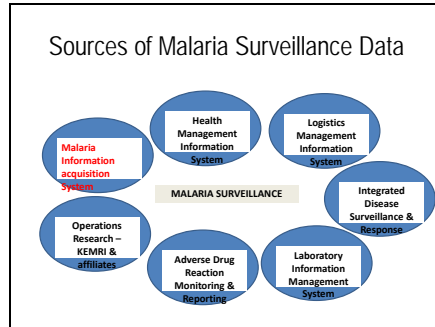 Sources of Malaria Surveillance Data
Health
Management
Information
System
Logistics
Management
Information
System
Malaria
Information
acquisition
System
MALARIA SURVEILLANCE
Integrated
Disease
Surveillance &
Response
Operations
Research –
KEMRI &
affiliates
Adverse Drug
Reaction
Monitoring &
Reporting
Laboratory
Information
Management
System